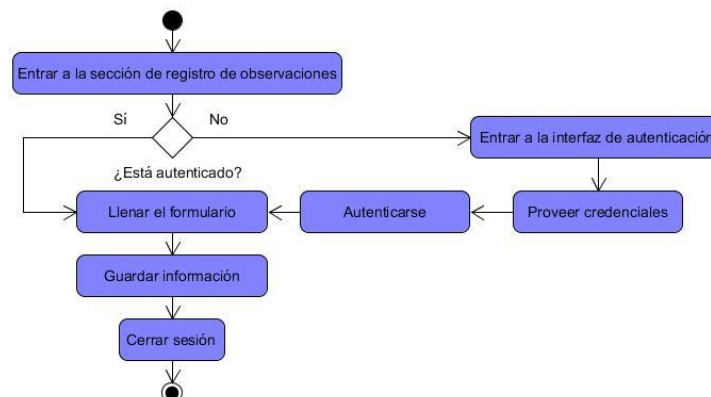 Entrar a la sección de registro de observaciones
Sí
No
Entrar a la interfaz de autenticación
¿Está autenticado?
Llenar el formulario
Autenticarse
Proveer credenciales
Guardar información
Cerrar sesión